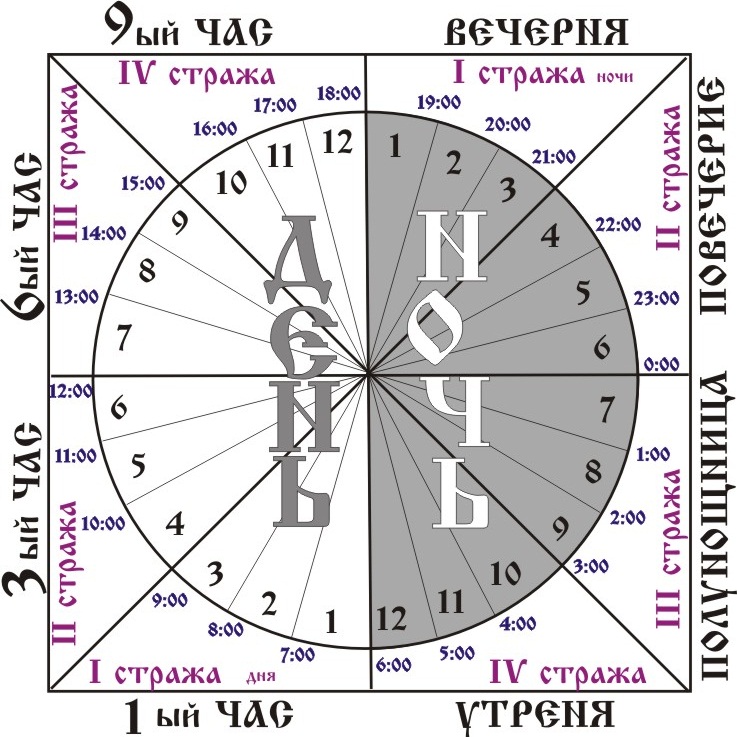 9ый ЧАС
ВЕЧЕРНЯ
IV стража
I стража ночи
18:00
19:00
17:00
20:00
16:00
21:00
15:00
22:00
14:00
23:00
13:00
0:00
12:00
1:00
11:00
2:00
10:00
3:00
9:00
4:00
8:00
5:00
7:00
6:00
12
1
11
2
10
3
9
4
8
5
7
6
6
7
5
8
4
9
3
10
2
11
1
12
ДЄНЬ
НОЧЬ
III стража
6ый ЧАС
II стража
ПОВЕЧЕРИЕ
3ый ЧАС
II стража
III стража
ПОЛУНОЩНИЦА
I стража дня
IV стража
1 ый ЧАС
УТРЕНЯ